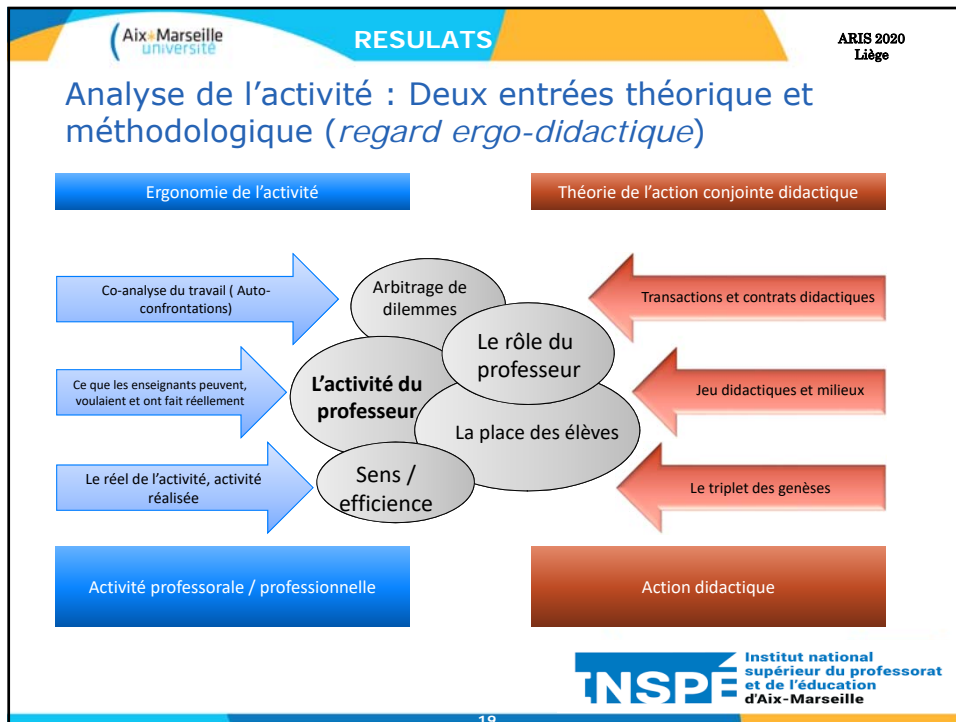 Aix★Marseille
université
RESULATS
ARIS 2020
Liège
Analyse de l'activité : Deux entrées théorique et
méthodologique (regard ergo-didactique)
Ergonomie de l'activité
Théorie de l'action conjointe didactique
Co-analyse du travail ( Auto-
confrontations)
Ce que les enseignants peuvent,
voulaient et ont fait réellement
Le réel de l'activité, activité
réalisée
Arbitrage de
dilemmes
Le rôle du
professeur
L'activité du
professeur
La place des élèves
Sens /
efficience
Transactions et contrats didactiques
Jeu didactiques et milieux
Le triplet des genèses
Activité professorale / professionnelle
Action didactique
INSPÉ
Institut national
supérieur du professorat
et de l'éducation
d'Aix-Marseille
19